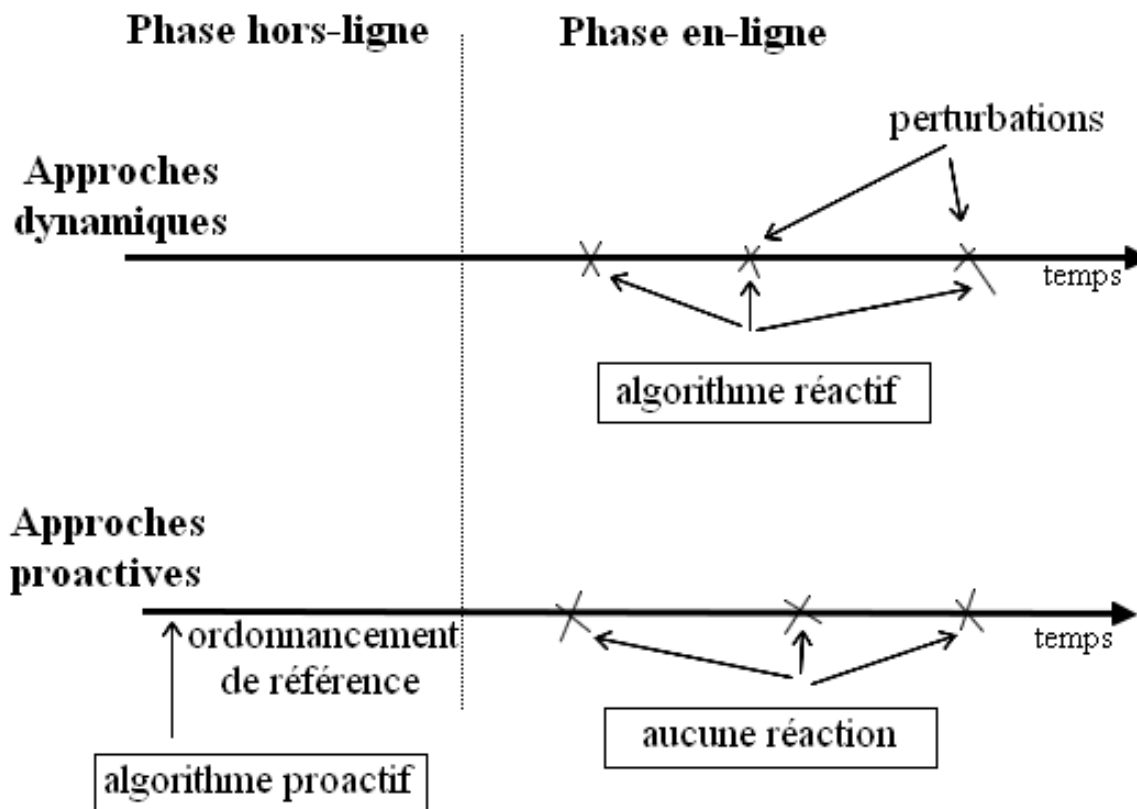 Phase hors-ligne
Phase en-ligne
perturbations
Approches
dynamiques
temps
algorithme réactif
Approches
proactives
ordonnancement
de référence
temps
aucune réaction
algorithme proactif